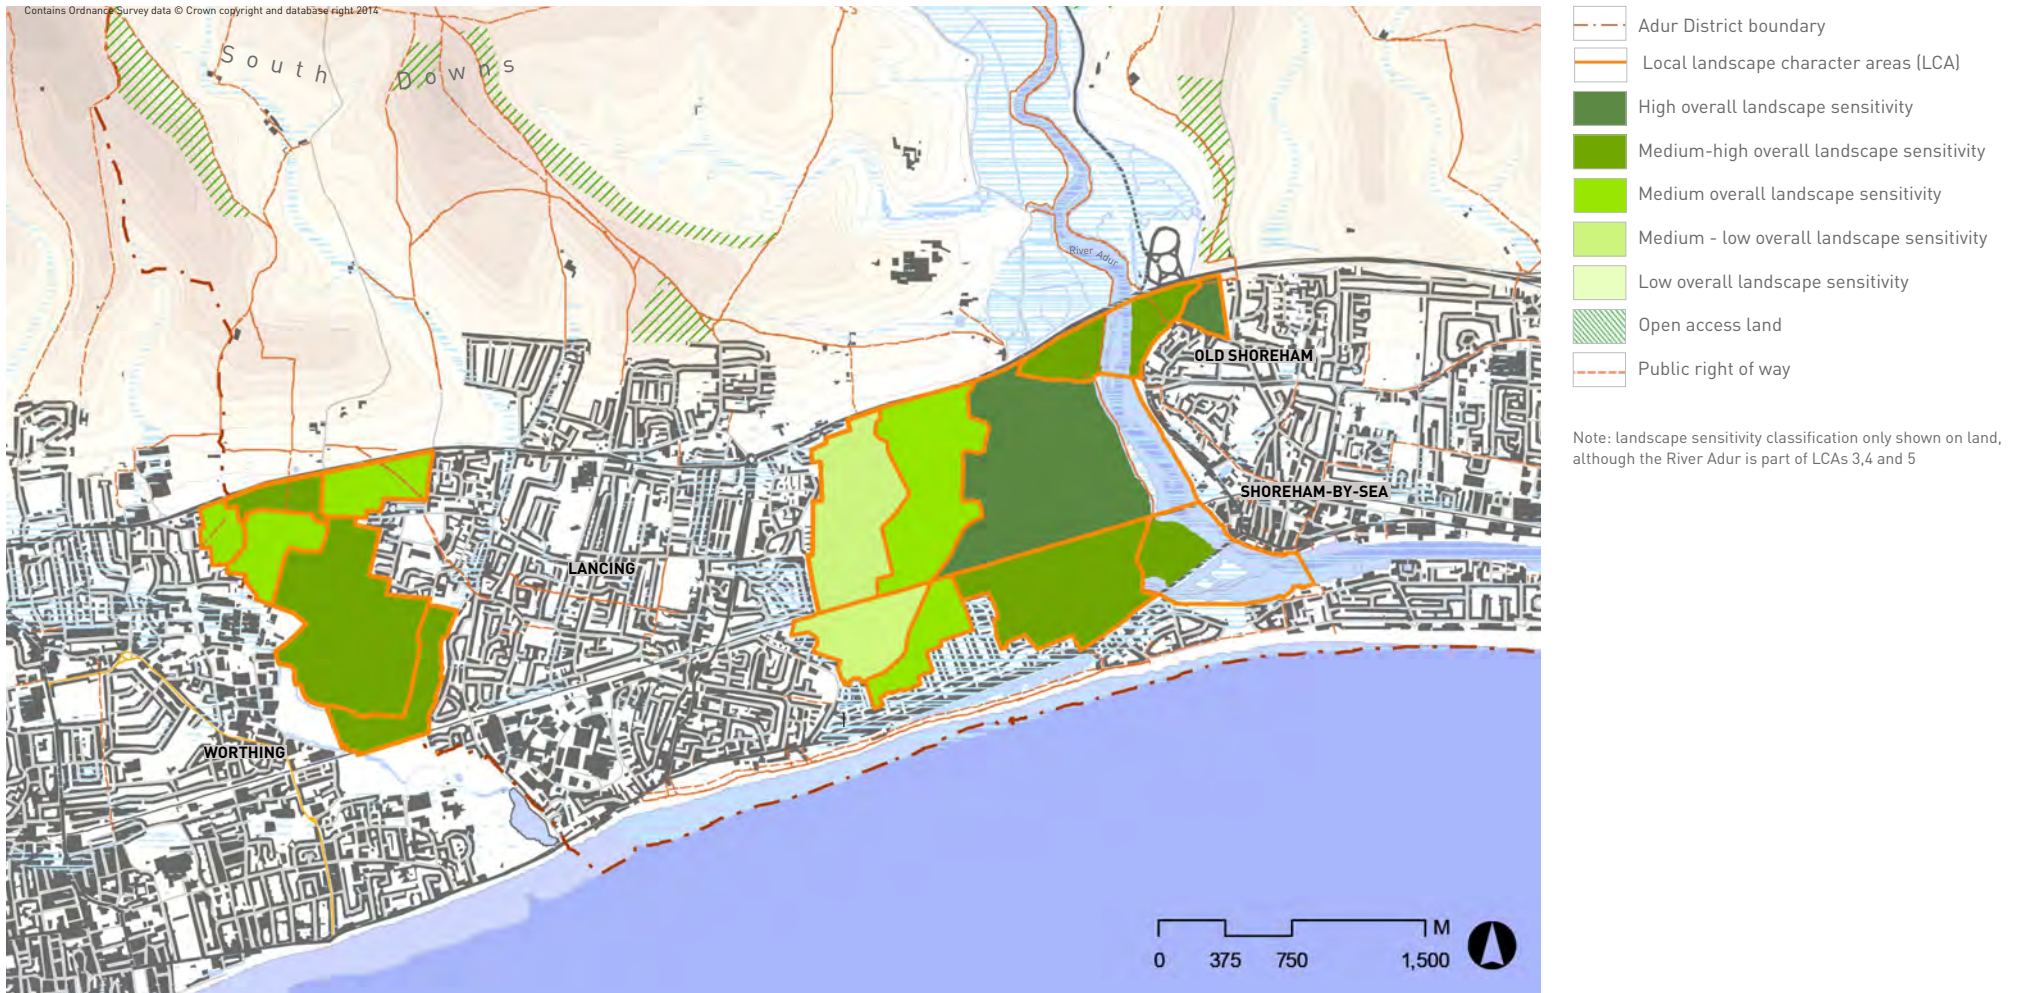 Contains Ordnance Survey data © Crown copyright and database right 2014
South Downs
River Adur
OLD SHOREHAM
SHOREHAM-BY-SEA
LANCING
WORTHING
M
0 375 750 1,500
Adur District boundary
Local landscape character areas (LCA)
High overall landscape sensitivity
Medium-high overall landscape sensitivity
Medium overall landscape sensitivity
Medium - low overall landscape sensitivity
Low overall landscape sensitivity
Open access land
Public right of way
Note: landscape sensitivity classification only shown on land,
although the River Adur is part of LCAs 3,4 and 5